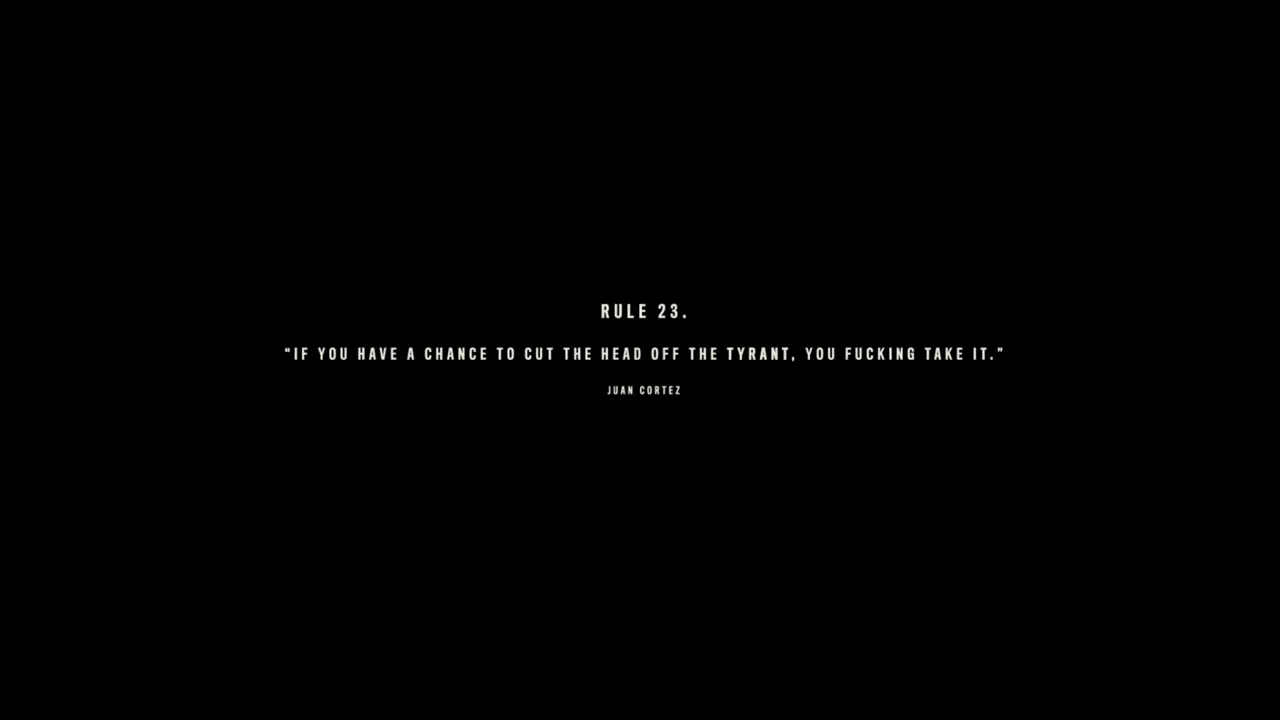 RULE 23.
“IF YOU HAVE A CHANCE TO CUT THE HEAD OFF THE TYRANT, YOU FUCKING TAKE IT.”
JUAN CORTEZ